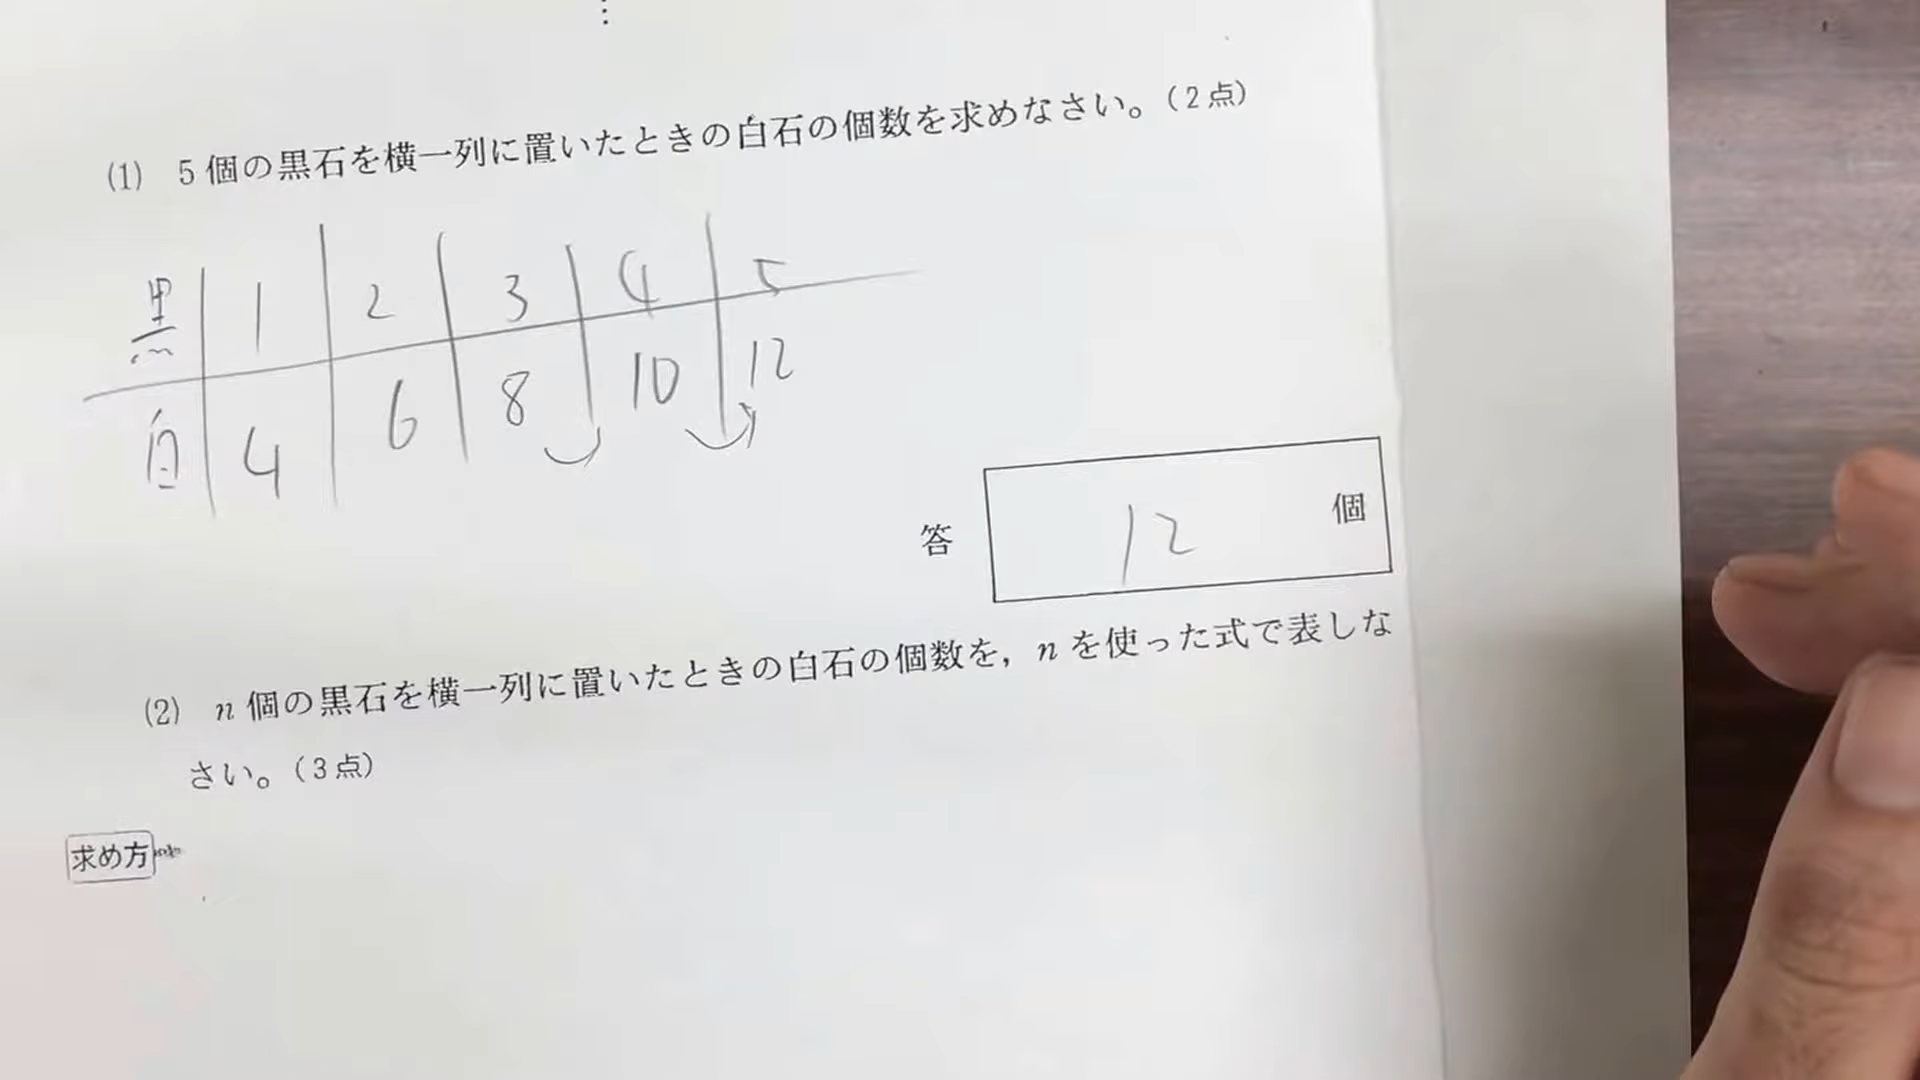 ⋮
(1) 5個の黒石を横一列に置いたときの白石の個数を求めなさい。(2点)
黒 1 2 3 4 5
白 4 6 8 10 12
答 12 個
(2) n個の黒石を横一列に置いたときの白石の個数を，nを使った式で表しな
さい。(3点)
求め方